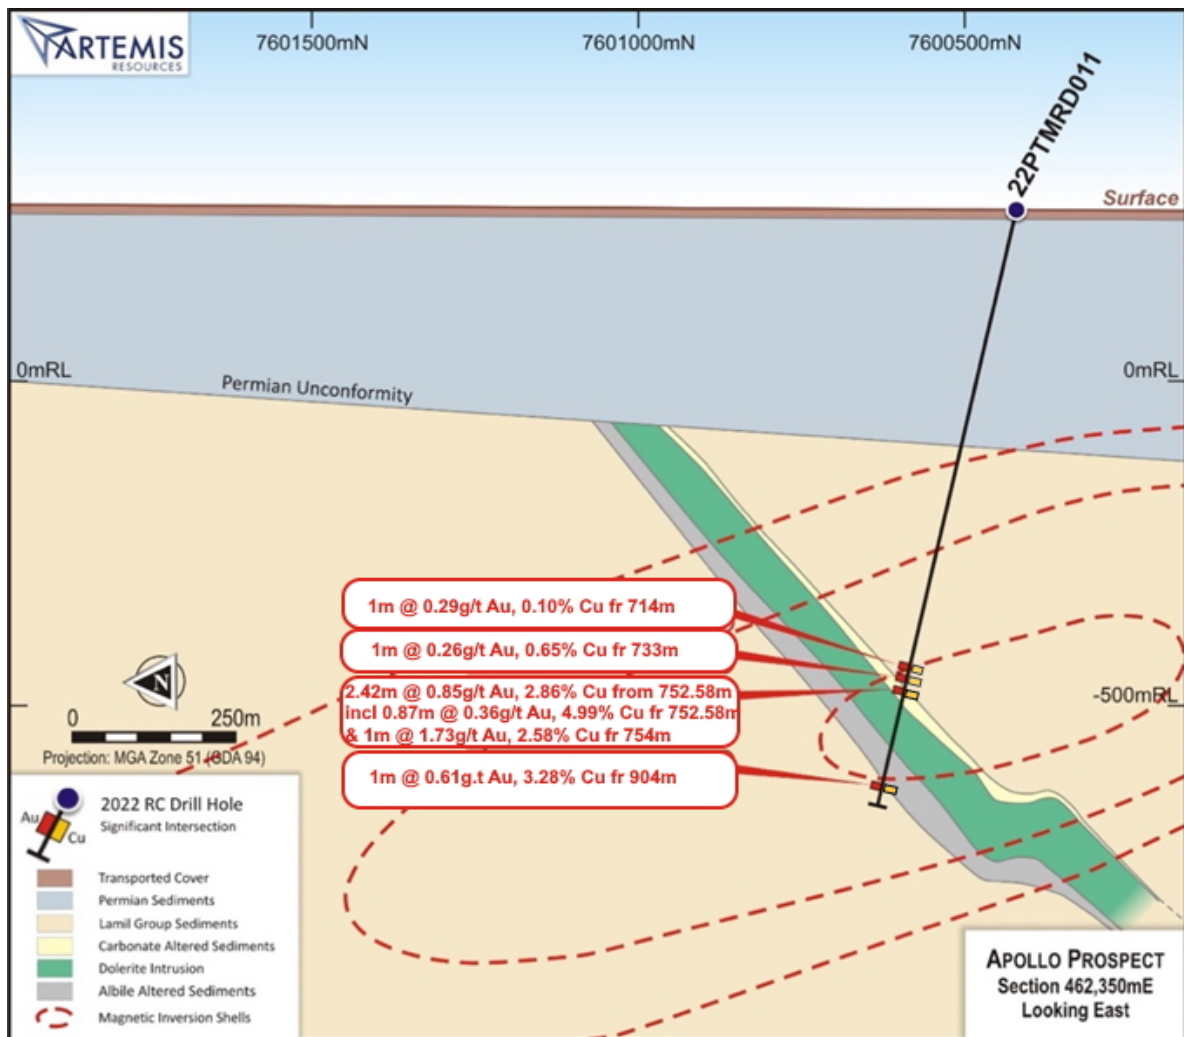 ARTEMIS
RESOURCES
7601500mN
7601000mN
7600500mN
22PTMRD011
Surface
0mRL
0mRL
Permian Unconformity
1m @ 0.29g/t Au, 0.10% Cu fr 714m
1m @ 0.26g/t Au, 0.65% Cu fr 733m
2.42m @ 0.85g/t Au, 2.86% Cu from 752.58m
incl 0.87m @ 0.36g/t Au, 4.99% Cu fr 752.58m
& 1m @ 1.73g/t Au, 2.58% Cu fr 754m
1m @ 0.61g.t Au, 3.28% Cu fr 904m
-500mRL
N
0
250m
Projection: MGA Zone 51 (GDA 94)
Au
Cu
2022 RC Drill Hole
Significant Intersection
Transported Cover
Permian Sediments
Lamil Group Sediments
Carbonate Altered Sediments
Dolerite Intrusion
Albile Altered Sediments
Magnetic Inversion Shells
APOLLO PROSPECT
Section 462,350mE
Looking East